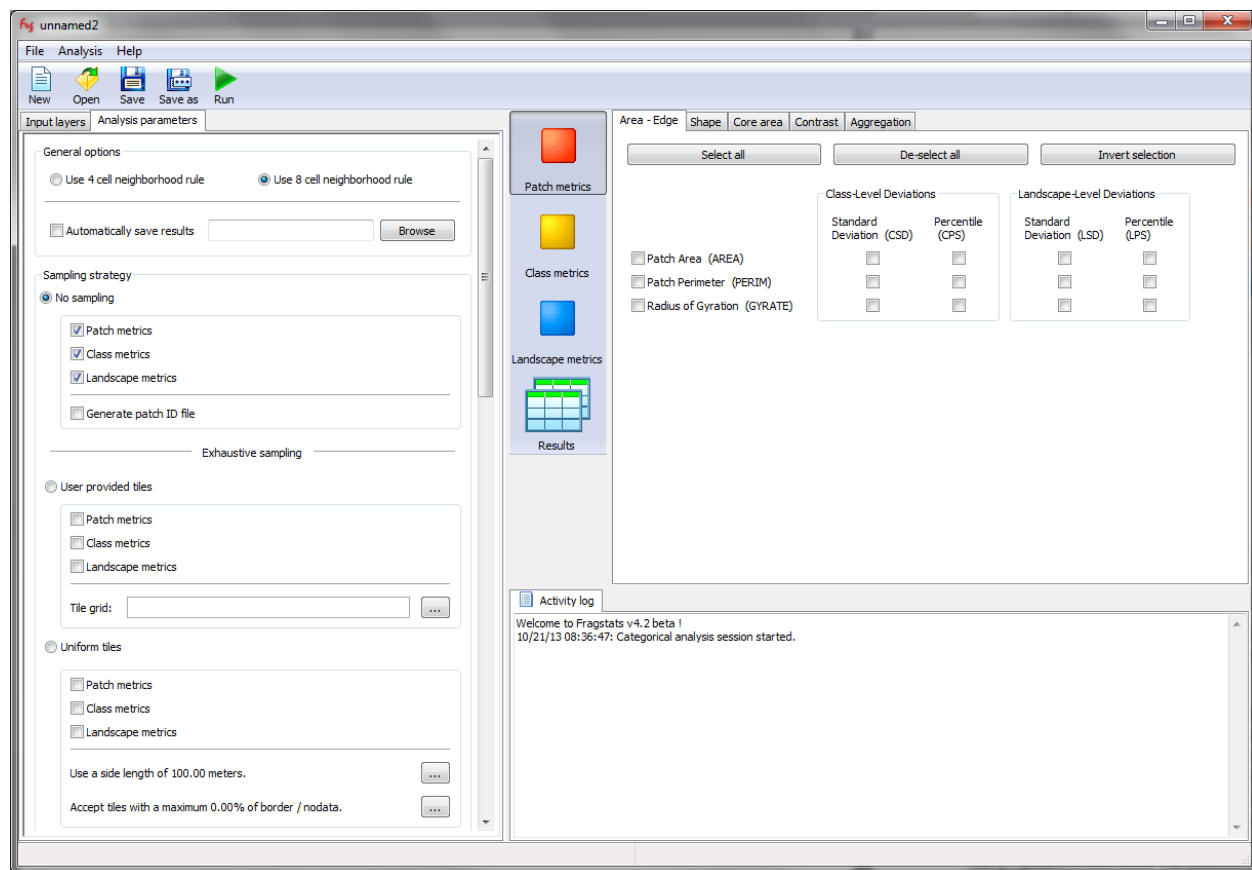 unnamed2
File Analysis Help
New Open Save Save as Run
Input layers Analysis parameters
General options
Use 4 cell neighborhood rule Use 8 cell neighborhood rule
Automatically save results Browse
Sampling strategy
No sampling
Patch metrics
Class metrics
Landscape metrics
Generate patch ID file
Exhaustive sampling
User provided tiles
Patch metrics
Class metrics
Landscape metrics
Tile grid: ...
Uniform tiles
Patch metrics
Class metrics
Landscape metrics
Use a side length of 100.00 meters. ...
Accept tiles with a maximum 0.00% of border / nodata. ...
Patch metrics
Class metrics
Landscape metrics
Results
Area - Edge Shape Core area Contrast Aggregation
Select all De-select all Invert selection
Class-Level Deviations Landscape-Level Deviations
Standard Percentile Standard Percentile
Deviation (CSD) (CPS) Deviation (LSD) (LPS)
Patch Area (AREA)
Patch Perimeter (PERIM)
Radius of Gyration (GYRATE)
Activity log
Welcome to Fragstats v4.2 beta !
10/21/13 08:36:47: Categorical analysis session started.